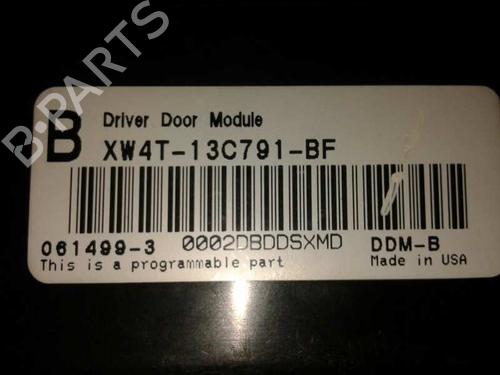 B
Driver Door Module
XW4T-13C791-BF
061499-3
0002DBDDSXMD
DDM-B
This is a programmable part
Made in USA
B-PARTS